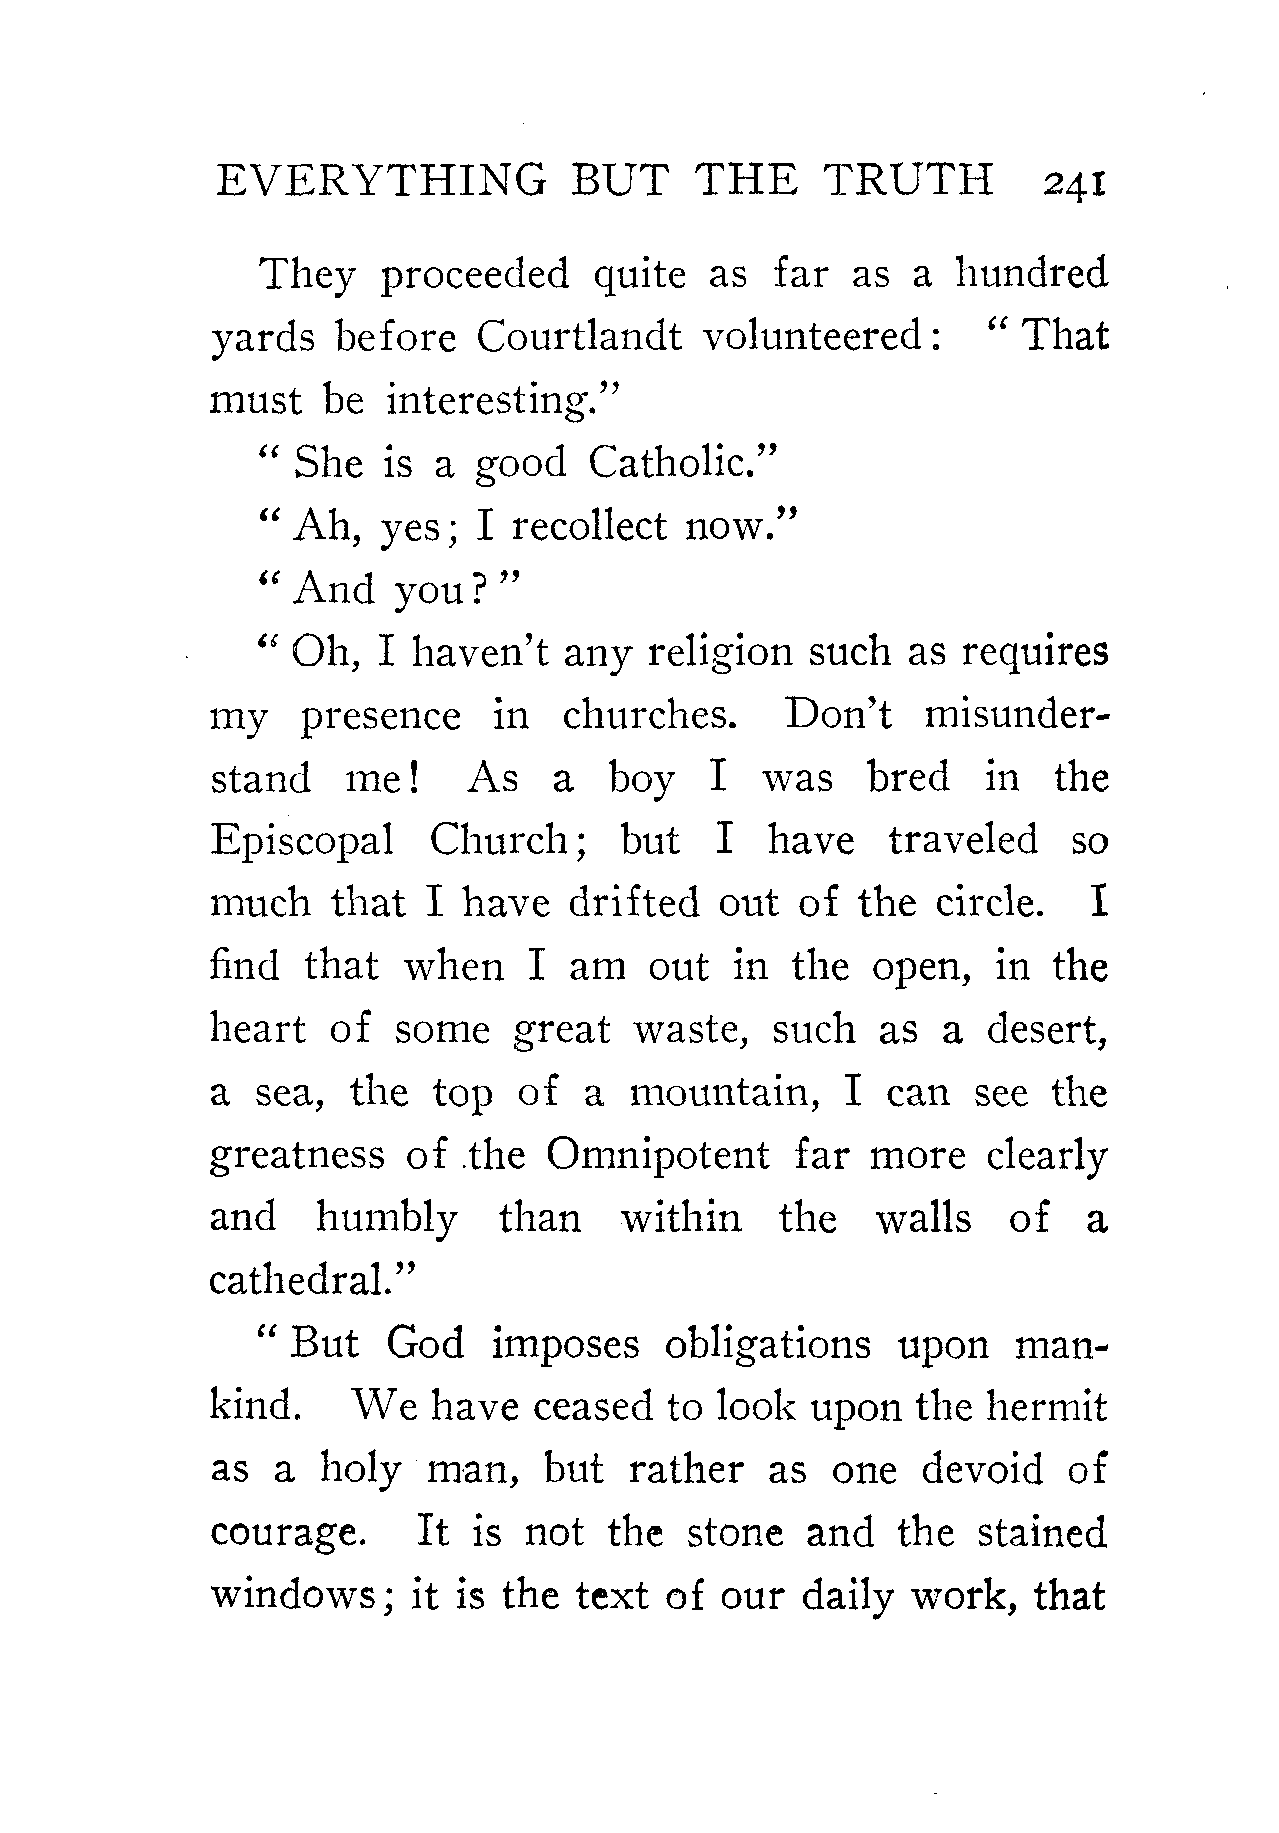 EVERYTHING BUT THE TRUTH 241
They proceeded quite as far as a hundred
yards before Courtlandt volunteered: " That
must be interesting."
" She is a good Catholic."
" Ah, yes; I recollect now."
" And you? "
" Oh, I haven't any religion such as requires
my presence in churches. Don't misunder-
stand me! As a boy I was bred in the
Episcopal Church; but I have traveled so
much that I have drifted out of the circle. I
find that when I am out in the open, in the
heart of some great waste, such as a desert,
a sea, the top of a mountain, I can see the
greatness of the Omnipotent far more clearly
and humbly than within the walls of a
cathedral."
" But God imposes obligations upon man-
kind. We have ceased to look upon the hermit
as a holy man, but rather as one devoid of
courage. It is not the stone and the stained
windows; it is the text of our daily work, that